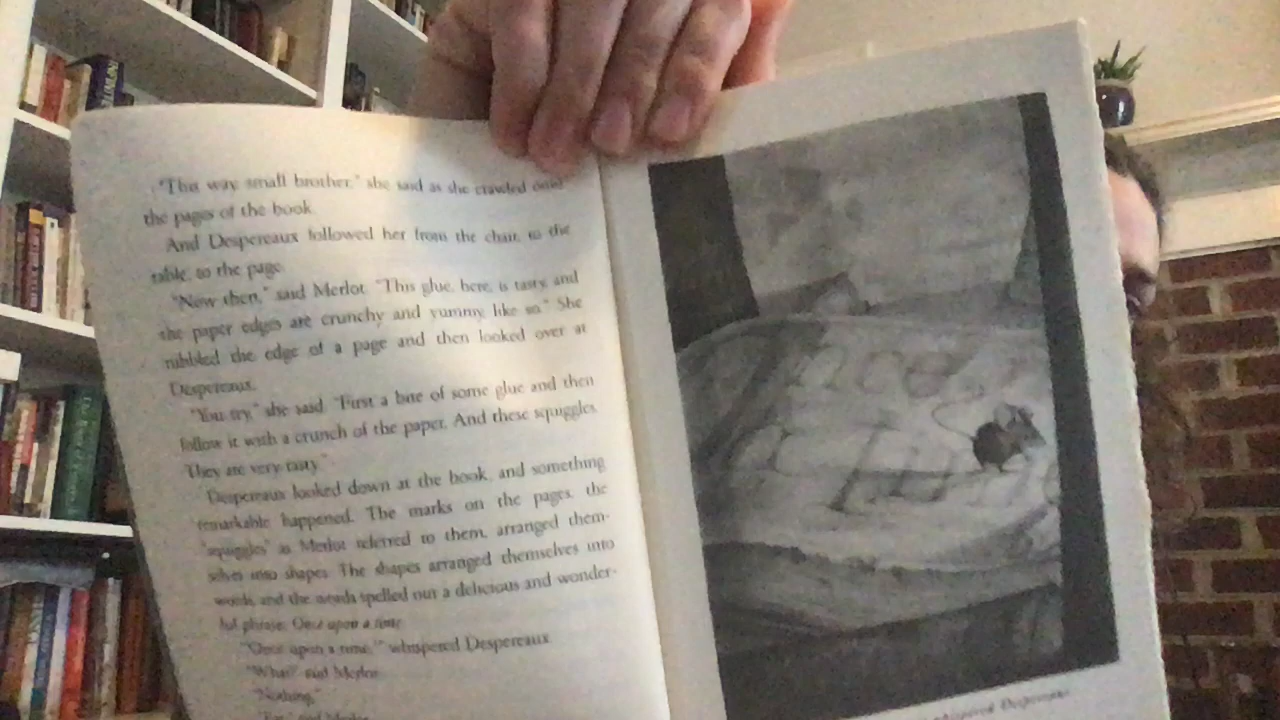 "This way, small brother," she said as she crawled onto
the pages of the book.
And Despereaux followed her from the chair, to the
table, to the page.
"Now then," said Merlot. "This glue, here, is tasty, and
the paper edges are crunchy and yummy, like so." She
nibbled the edge of a page and then looked over at
Despereaux.
"You try," she said. "First a bite of some glue and then
follow it with a crunch of the paper. And these squiggles.
They are very tasty."
Despereaux looked down at the book, and something
remarkable happened. The marks on the pages, the
"squiggles" as Merlot referred to them, arranged them-
selves into shapes. The shapes arranged themselves into
words, and the words spelled out a delicious and wonder-
ful phrase: Once upon a time.
"'Once upon a time,'" whispered Despereaux.
"What?" said Merlot.
"Nothing."
"Eat," said Merlot.
whispered Despereaux.